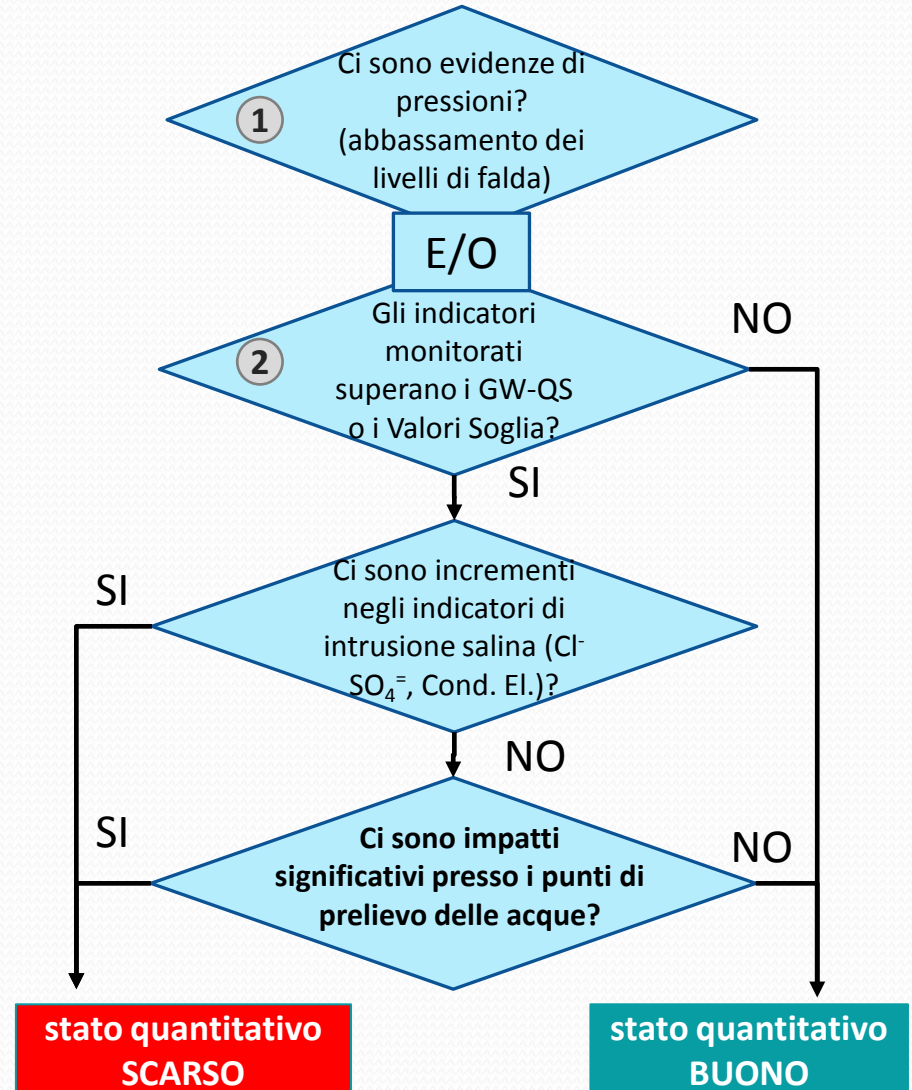 Ci sono evidenze di
pressioni?
1
(abbassamento dei
livelli di falda)
E/O
NO
Gli indicatori
monitorati
2
superano i GW-QS
o i Valori Soglia?
SI
Ci sono incrementi
SI
negli indicatori di
intrusione salina (Cl⁻
SO₄⁼, Cond. El.)?
NO
SI
Ci sono impatti
NO
significativi presso i punti di
prelievo delle acque?
stato quantitativo
SCARSO
stato quantitativo
BUONO